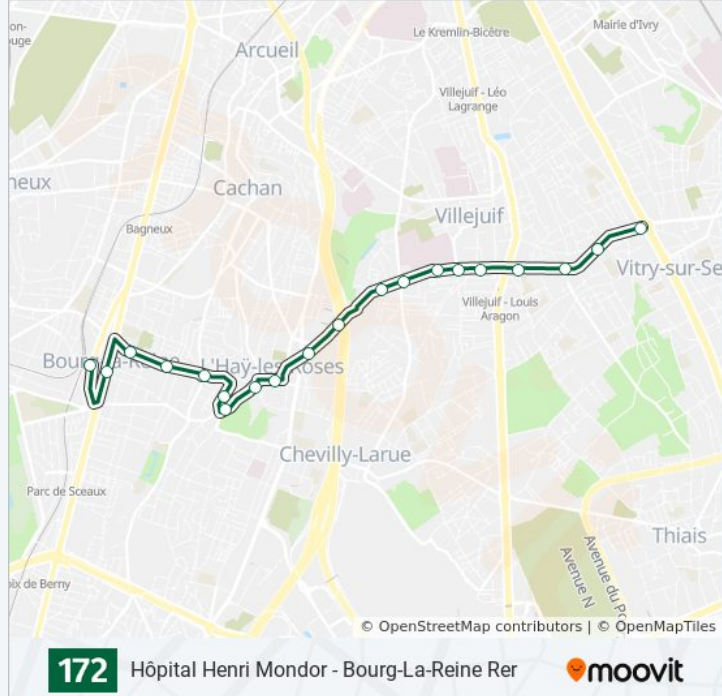 Le Kremlin-Bicêtre
Mairie d'Ivry
Arcueil
Villejuif - Léo
Lagrange
Cachan
Villejuif
Bagneux
Vitry-sur-Se
Villejuif - Louis
Aragon
L'Haÿ-les-Roses
Chevilly-Larue
Parc de Sceaux
Thiais
Avenue N
Avenue du Po
© OpenStreetMap contributors | © OpenMapTiles
172 Hôpital Henri Mondor - Bourg-La-Reine Rer moovit